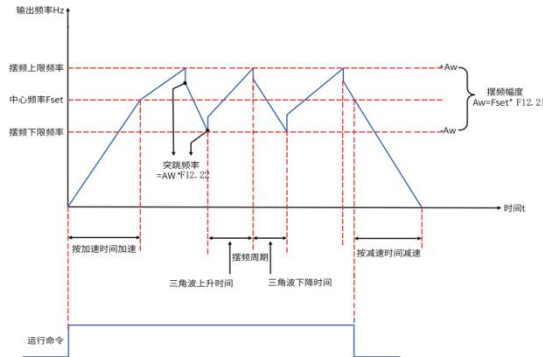 输出频率Hz
摆频上限频率
+Aw
中心频率Fset
摆频幅度
Aw=Fset* F12.21
摆频下限频率
-Aw
突跳频率
=AW*F12.22
时间t
按加速时间加速
摆频周期
按减速时间减速
三角波上升时间
三角波下降时间
运行命令